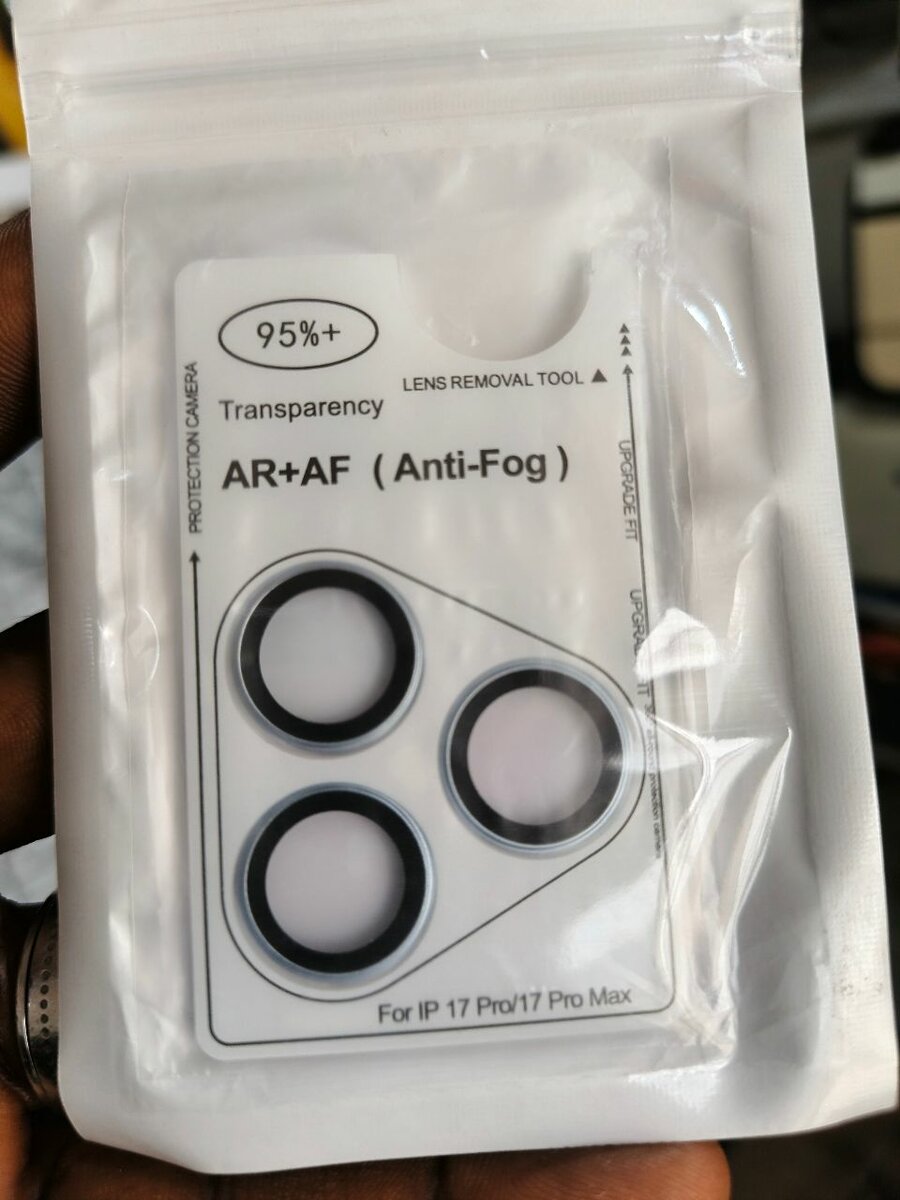 95%+
Transparency
LENS REMOVAL TOOL
AR+AF ( Anti-Fog )
PROTECTION CAMERA
UPGRADE FIT
For IP 17 Pro/17 Pro Max